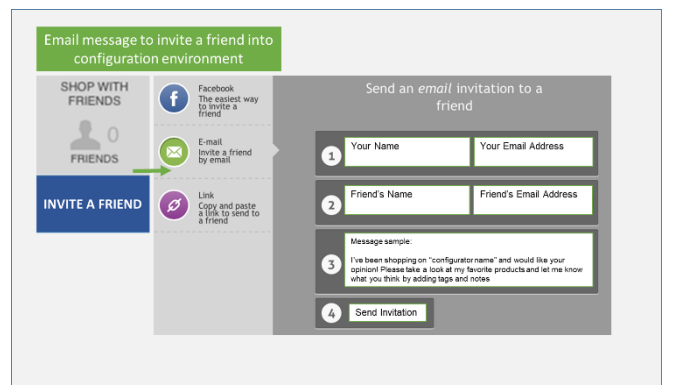 Email message to invite a friend into
configuration environment
SHOP WITH
FRIENDS
0
FRIENDS
INVITE A FRIEND
f
Facebook
The easiest way
to invite a
friend
E-mail
Invite a friend
by email
Link
Copy and paste
a link to send to
a friend
Send an email invitation to a
friend
1
Your Name
Your Email Address
2
Friend's Name
Friend's Email Address
3
Message sample:
I've been shopping on "configurator name" and would like your
opinion! Please take a look at my favorite products and let me know
what you think by adding tags and notes
4
Send Invitation